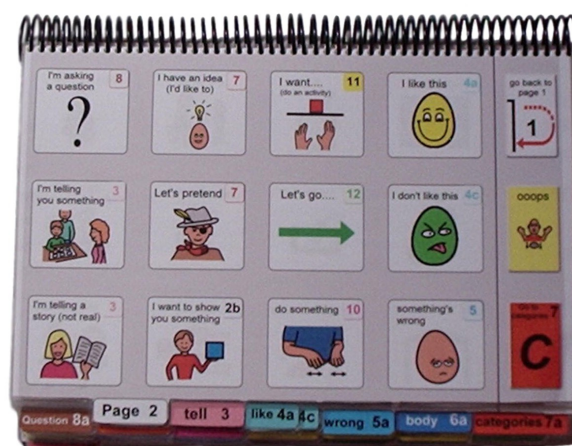 I'm asking
a question
8
I have an idea
(I'd like to)
7
I want....
(do an activity)
11
I like this
4a
go back to
page 1
1
I'm telling
you something
3
Let's pretend
7
Let's go....
12
I don't like this
4c
ooops
I'm telling a
story (not real)
3
I want to show
you something
2b
do something
10
something's
wrong
5
Go to
categories
7
C
Question 8a
Page 2
tell 3
like 4a 4c
wrong 5a
body 6a
categories 7a